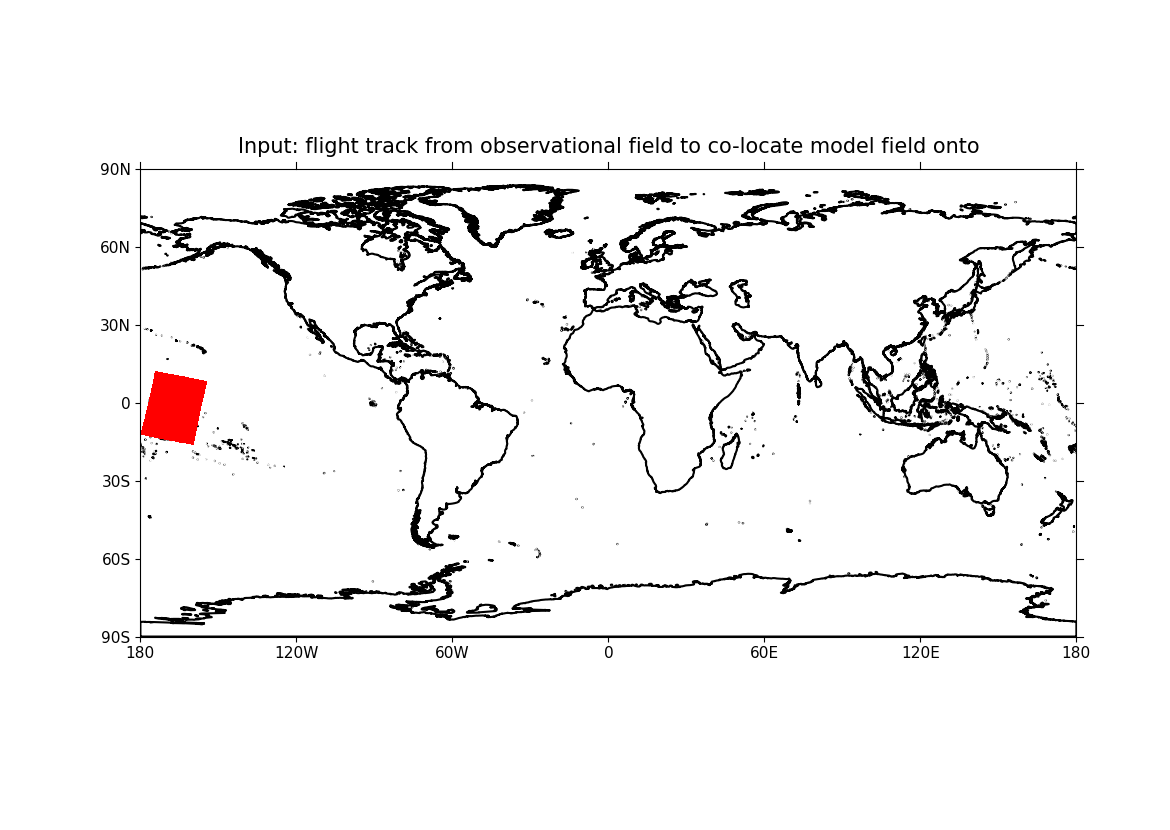 Input: flight track from observational field to co-locate model field onto
90N
60N
30N
0
30S
60S
90S
180 120W 60W 0 60E 120E 180